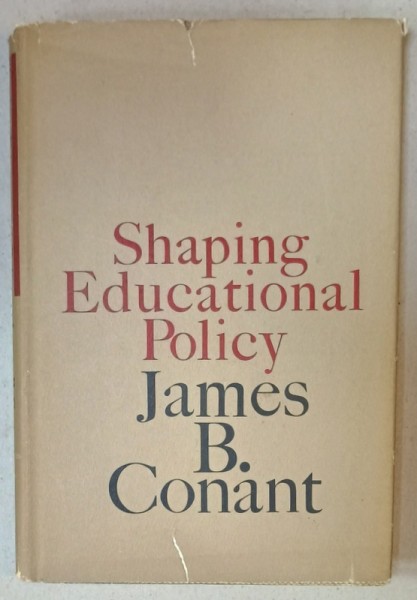 Shaping
Educational
Policy
James
B.
Conant